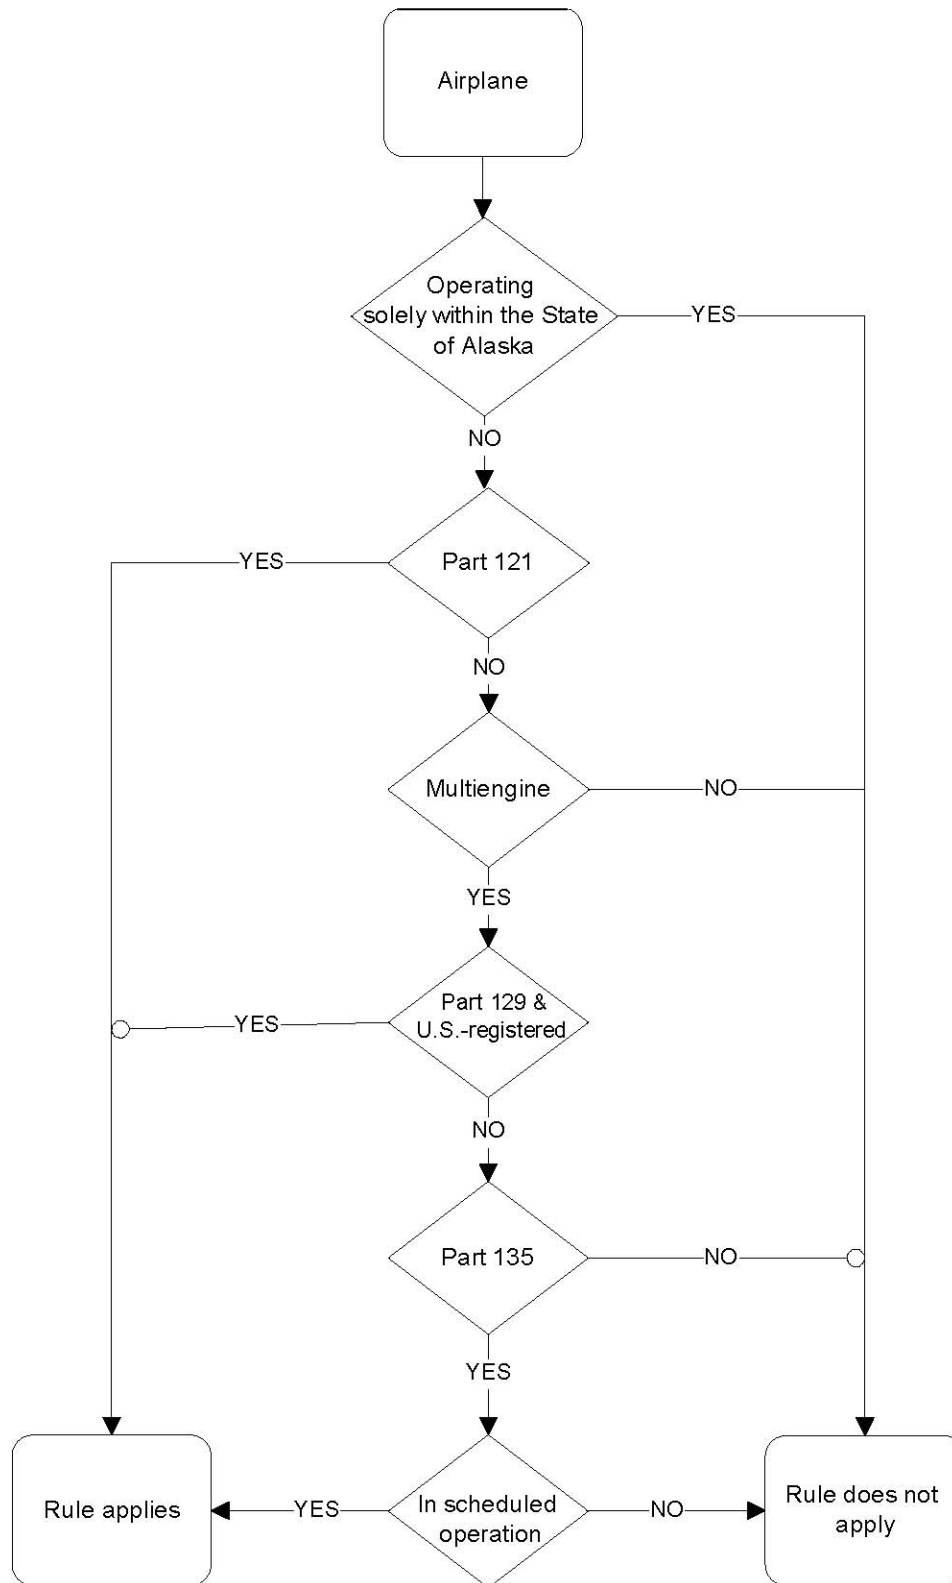 Airplane
Operating
solely within the State
of Alaska
YES
NO
Part 121
YES
NO
Multiengine
NO
YES
Part 129 &
U.S.-registered
YES
NO
Part 135
NO
YES
Rule applies
YES
In scheduled
operation
NO
Rule does not
apply